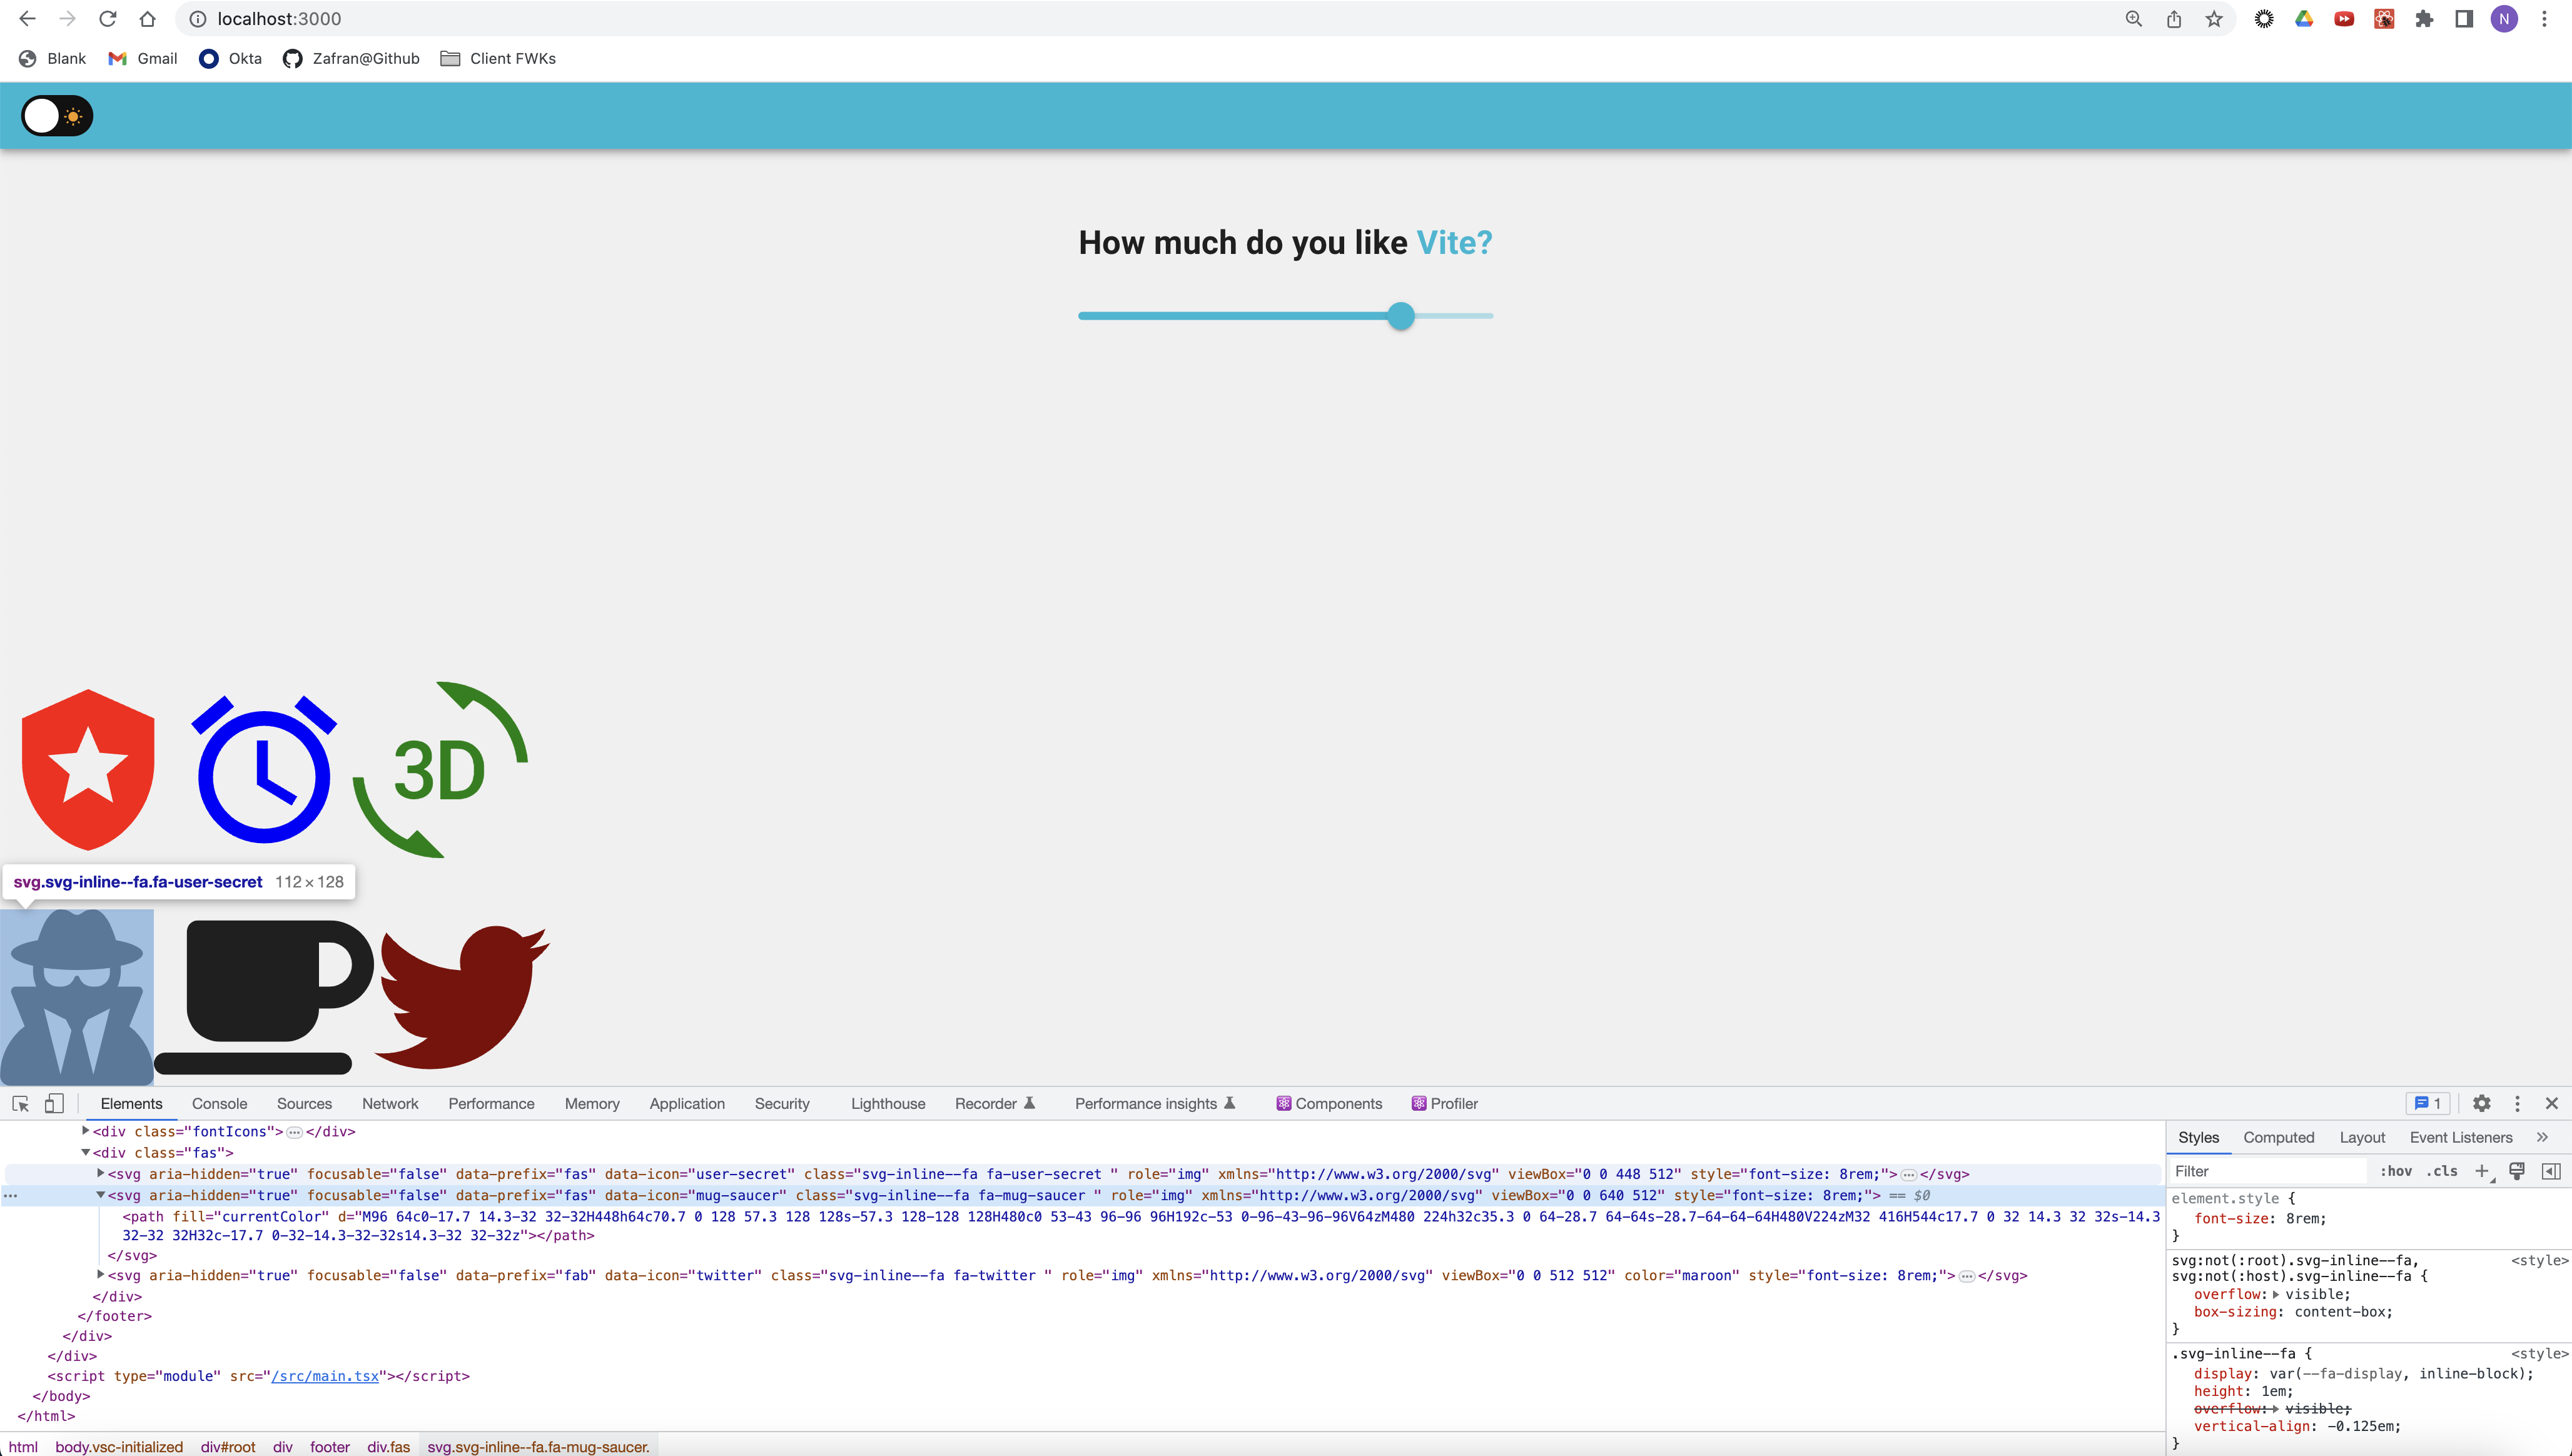 localhost:3000
N
Blank Gmail Okta Zafran@Github Client FWKs
How much do you like Vite?
3D
svg.svg-inline--fa.fa-user-secret 112 × 128
Elements Console Sources Network Performance Memory Application Security Lighthouse Recorder Performance insights Components Profiler 1
<div class="fontIcons">…</div>
<div class="fas">
<svg aria-hidden="true" focusable="false" data-prefix="fas" data-icon="user-secret" class="svg-inline--fa fa-user-secret " role="img" xmlns="http://www.w3.org/2000/svg" viewBox="0 0 448 512" style="font-size: 8rem;">…</svg>
… <svg aria-hidden="true" focusable="false" data-prefix="fas" data-icon="mug-saucer" class="svg-inline--fa fa-mug-saucer " role="img" xmlns="http://www.w3.org/2000/svg" viewBox="0 0 640 512" style="font-size: 8rem;"> == $0
<path fill="currentColor" d="M96 64c0-17.7 14.3-32 32-32H448h64c70.7 0 128 57.3 128 128s-57.3 128-128 128H480c0 53-43 96-96 96H192c-53 0-96-43-96-96V64zM480 224h32c35.3 0 64-28.7 64-64s-28.7-64-64-64H480V224zM32 416H544c17.7 0 32 14.3 32 32s-14.3
32-32 32H32c-17.7 0-32-14.3-32-32s14.3-32 32-32z"></path>
</svg>
<svg aria-hidden="true" focusable="false" data-prefix="fab" data-icon="twitter" class="svg-inline--fa fa-twitter " role="img" xmlns="http://www.w3.org/2000/svg" viewBox="0 0 512 512" color="maroon" style="font-size: 8rem;">…</svg>
</div>
</footer>
</div>
</div>
<script type="module" src="/src/main.tsx"></script>
</body>
</html>
html body.vsc-initialized div#root div footer div.fas svg.svg-inline--fa.fa-mug-saucer.
Styles Computed Layout Event Listeners »
Filter :hov .cls +
element.style {
font-size: 8rem;
}
svg:not(:root).svg-inline--fa, <style>
svg:not(:host).svg-inline--fa {
overflow: visible;
box-sizing: content-box;
}
.svg-inline--fa { <style>
display: var(--fa-display, inline-block);
height: 1em;
overflow: visible;
vertical-align: -0.125em;
}